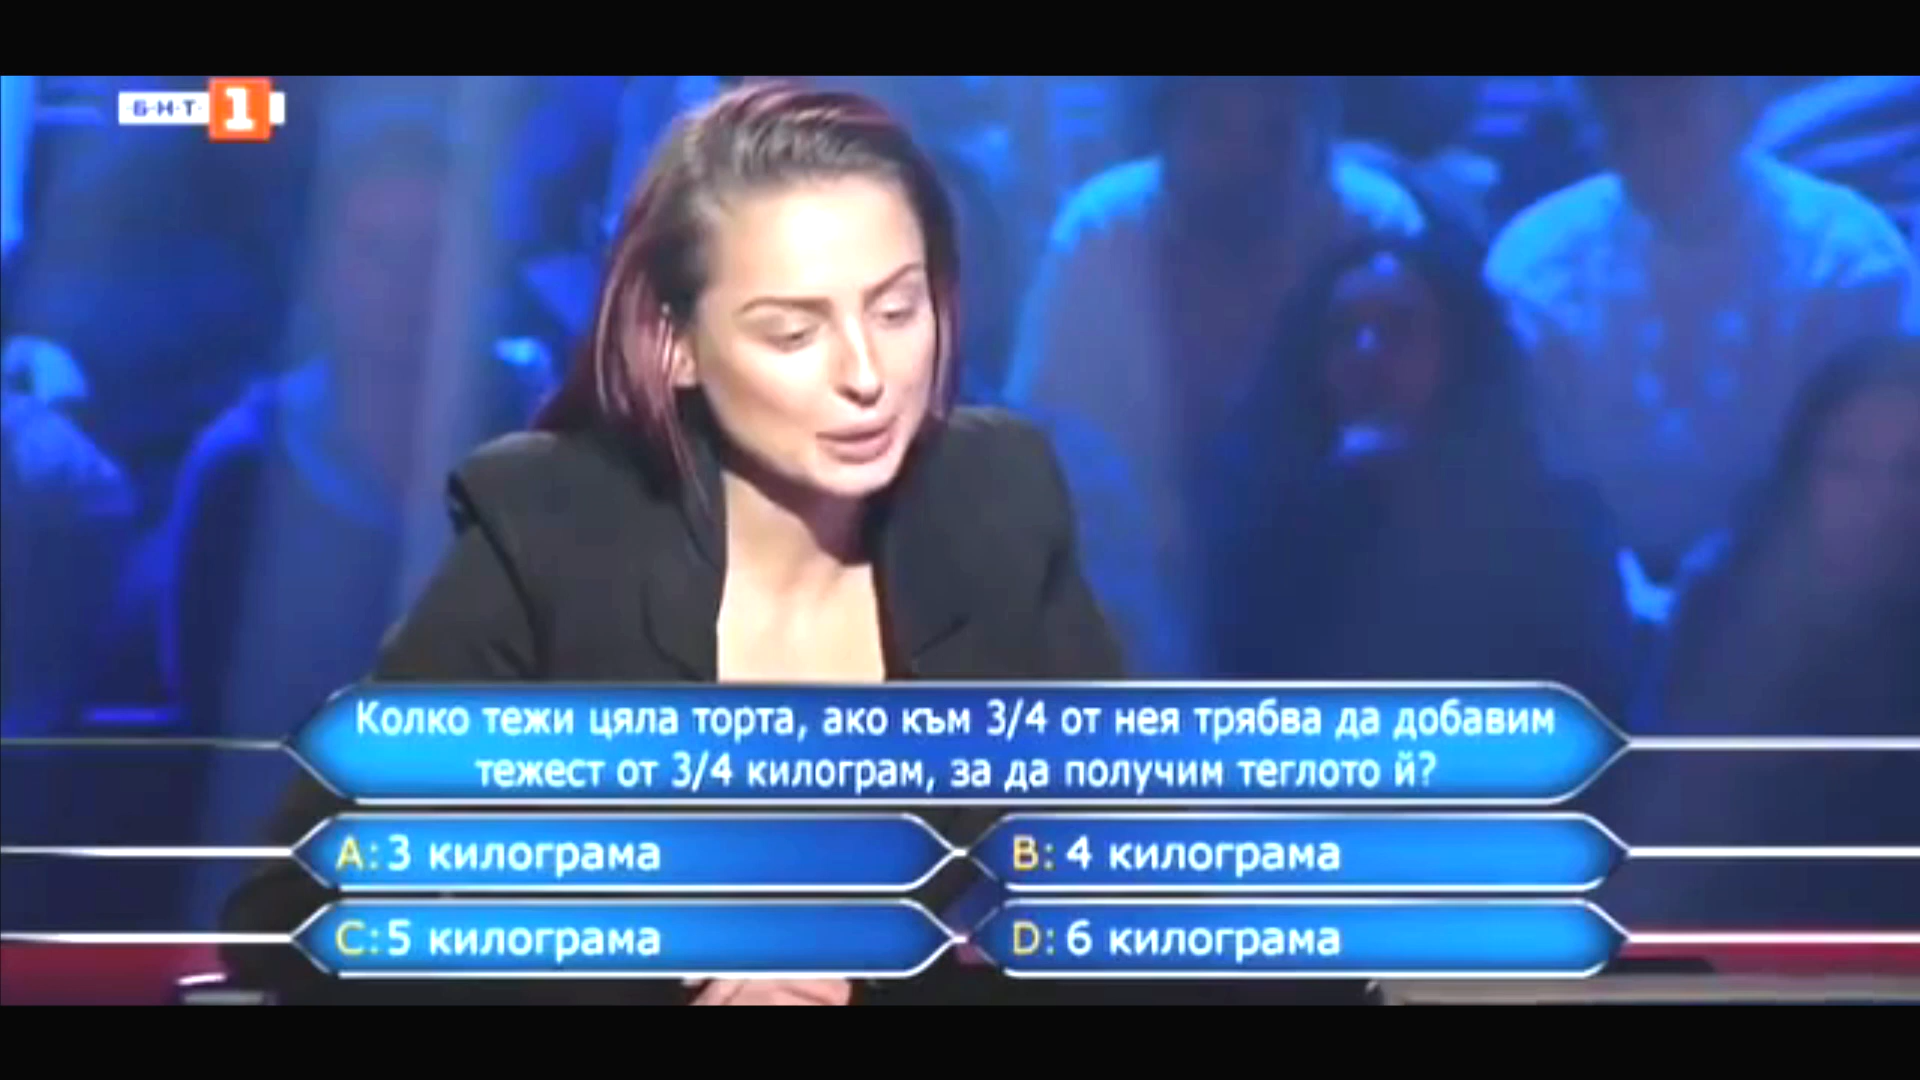 БНТ 1
Колко тежи цяла торта, ако към 3/4 от нея трябва да добавим
тежест от 3/4 килограм, за да получим теглото й?
A: 3 килограма
B: 4 килограма
C: 5 килограма
D: 6 килограма